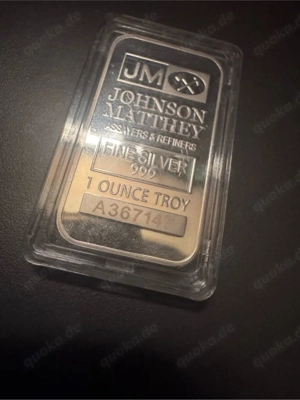 JM
JOHNSON
MATTHEY
ASSAYERS & REFINERS
FINE SILVER
999
1 OUNCE TROY
A36714
quoka.de